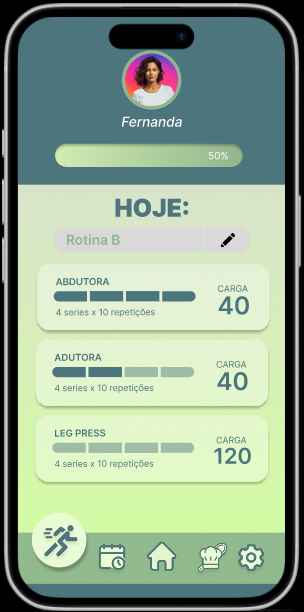 Fernanda
50%
HOJE:
Rotina B
ABDUTORA
4 series x 10 repetições
CARGA
40
ADUTORA
4 series x 10 repetições
CARGA
40
LEG PRESS
4 series x 10 repetições
CARGA
120